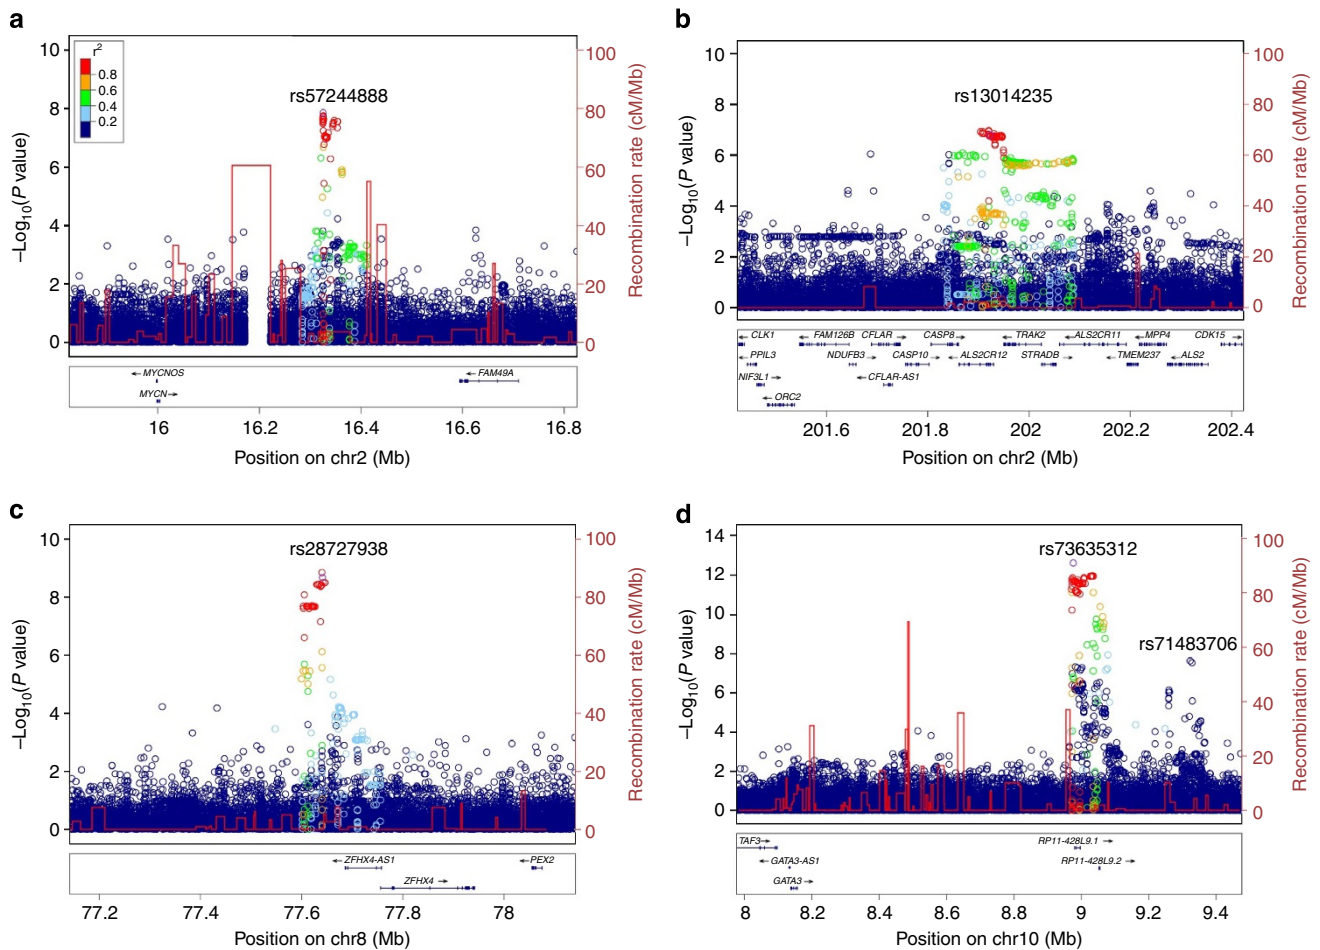 a
r2
0.8
0.6
0.4
0.2
rs57244888
10
8
6
4
2
0
–Log10(P value)
100
80
60
40
20
0
Recombination rate (cM/Mb)
MYCNOS
MYCN
FAM49A
16
16.2
16.4
16.6
16.8
Position on chr2 (Mb)
b
rs13014235
10
8
6
4
2
0
–Log10(P value)
100
80
60
40
20
0
Recombination rate (cM/Mb)
CLK1
FAM126B
CFLAR
CASP8
TRAK2
ALS2CR11
MPP4
CDK15
PPIL3
NDUFB3
CASP10
ALS2CR12
STRADB
TMEM237
ALS2
NIF3L1
CFLAR-AS1
ORC2
201.6
201.8
202
202.2
202.4
Position on chr2 (Mb)
c
rs28727938
10
8
6
4
2
0
–Log10(P value)
100
80
60
40
20
0
Recombination rate (cM/Mb)
ZFHX4-AS1
PEX2
ZFHX4
77.2
77.4
77.6
77.8
78
Position on chr8 (Mb)
d
rs73635312
rs71483706
14
12
10
8
6
4
2
0
–Log10(P value)
100
80
60
40
20
0
Recombination rate (cM/Mb)
TAF3
RP11-428L9.1
GATA3-AS1
RP11-428L9.2
GATA3
8
8.2
8.4
8.6
8.8
9
9.2
9.4
Position on chr10 (Mb)